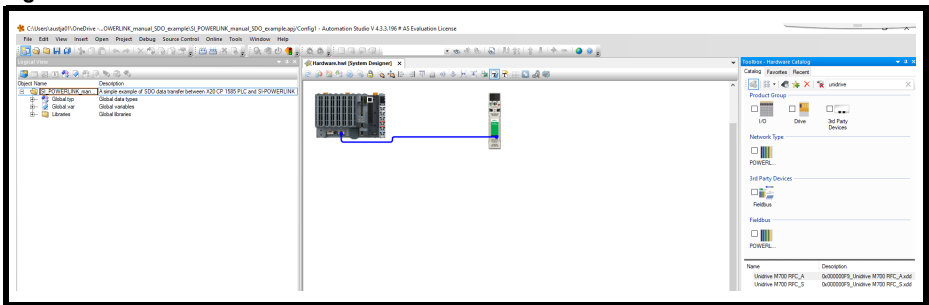 C:\Users\austja01\OneDrive - ...OWERLINK_manual_SDO_example\SI_POWERLINK_manual_SDO_example.apj/Config1 - Automation Studio V 4.3.3.196 # AS Evaluation License
File Edit View Insert Open Project Debug Source Control Online Tools Window Help
Logical View
Object Name Description
SI_POWERLINK_man... A simple example of SDO data transfer between X20 CP 1585 PLC and SI-POWERLINK
Global.typ Global data types
Global.var Global variables
Libraries Global libraries
Hardware.hwl [System Designer] X
Toolbox - Hardware Catalog
Catalog Favorites Recent
unidrive
Product Group
I/O Drive 3rd Party Devices
Network Type
POWERL...
3rd Party Devices
Fieldbus
Fieldbus
POWERL...
Name Description
Unidrive M700 RFC_A 0x000000F9_Unidrive M700 RFC_A.xdd
Unidrive M700 RFC_S 0x000000F9_Unidrive M700 RFC_S.xdd